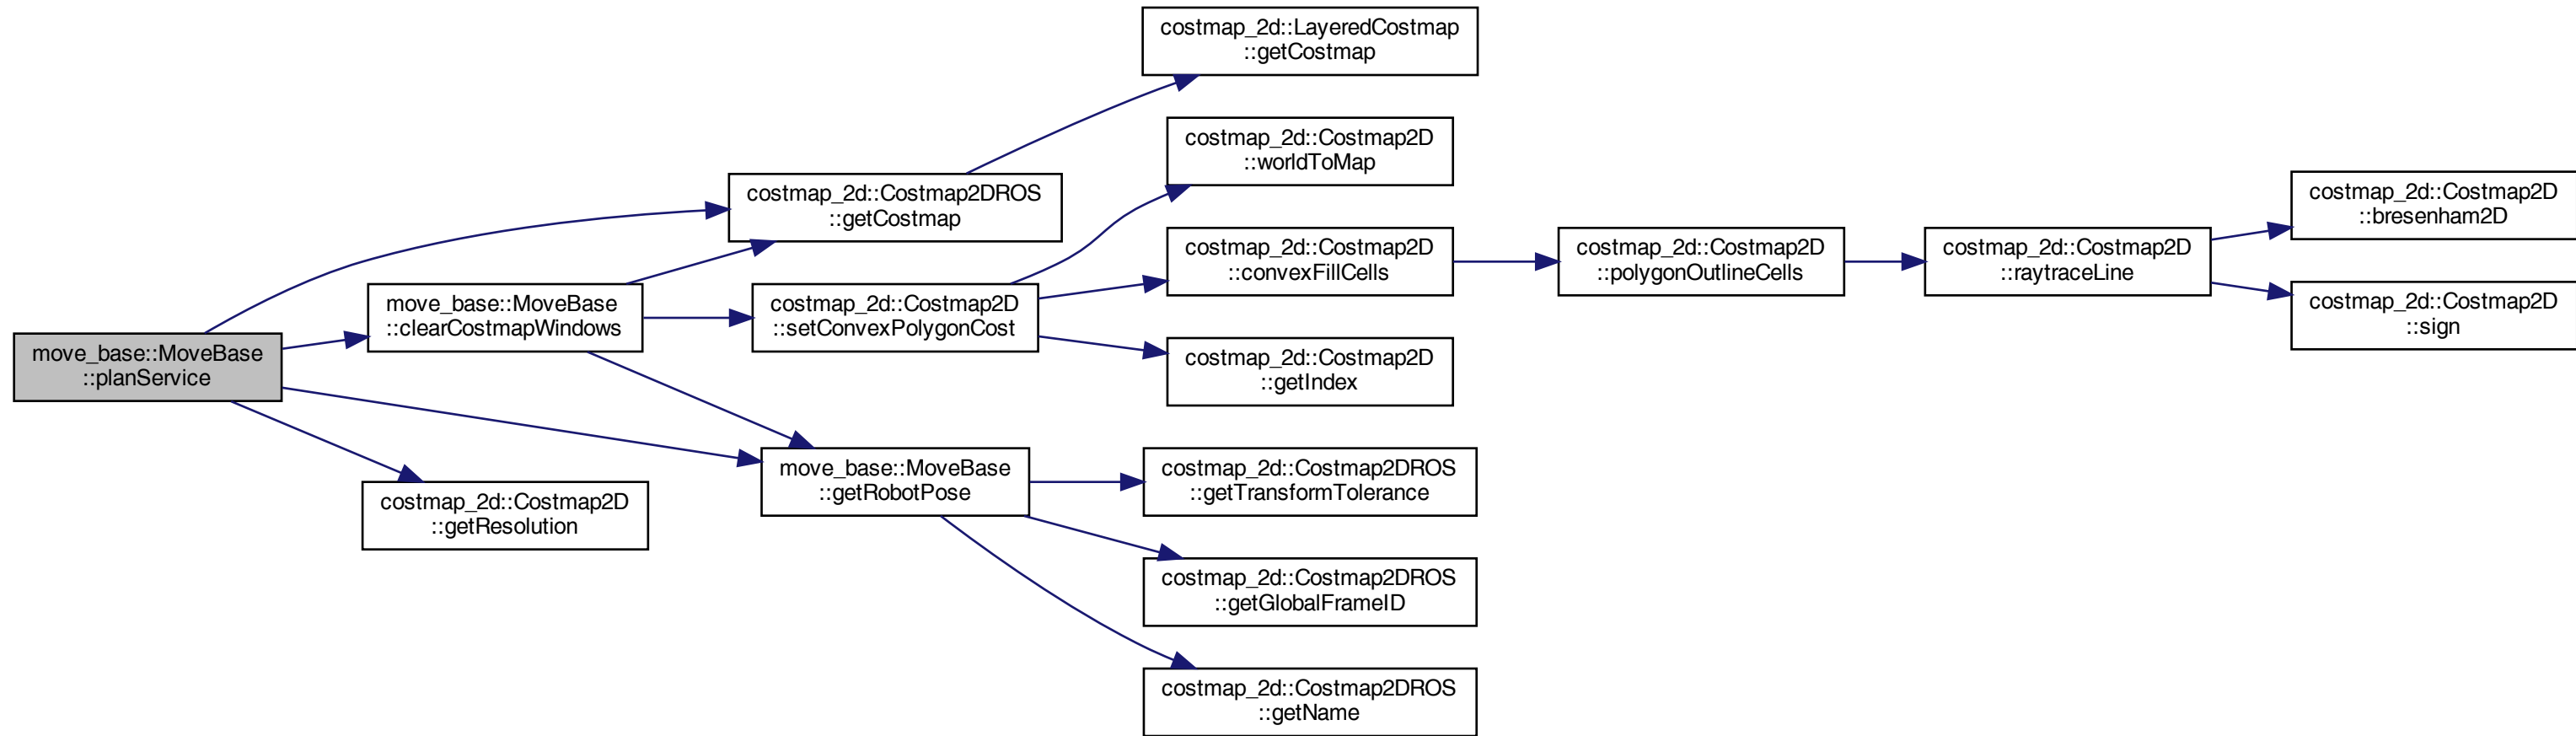 move_base::MoveBase
::planService
costmap_2d::Costmap2DROS
::getCostmap
costmap_2d::LayeredCostmap
::getCostmap
move_base::MoveBase
::clearCostmapWindows
costmap_2d::Costmap2D
::setConvexPolygonCost
costmap_2d::Costmap2D
::worldToMap
costmap_2d::Costmap2D
::convexFillCells
costmap_2d::Costmap2D
::polygonOutlineCells
costmap_2d::Costmap2D
::raytraceLine
costmap_2d::Costmap2D
::bresenham2D
costmap_2d::Costmap2D
::sign
costmap_2d::Costmap2D
::getIndex
move_base::MoveBase
::getRobotPose
costmap_2d::Costmap2DROS
::getTransformTolerance
costmap_2d::Costmap2DROS
::getGlobalFrameID
costmap_2d::Costmap2DROS
::getName
costmap_2d::Costmap2D
::getResolution